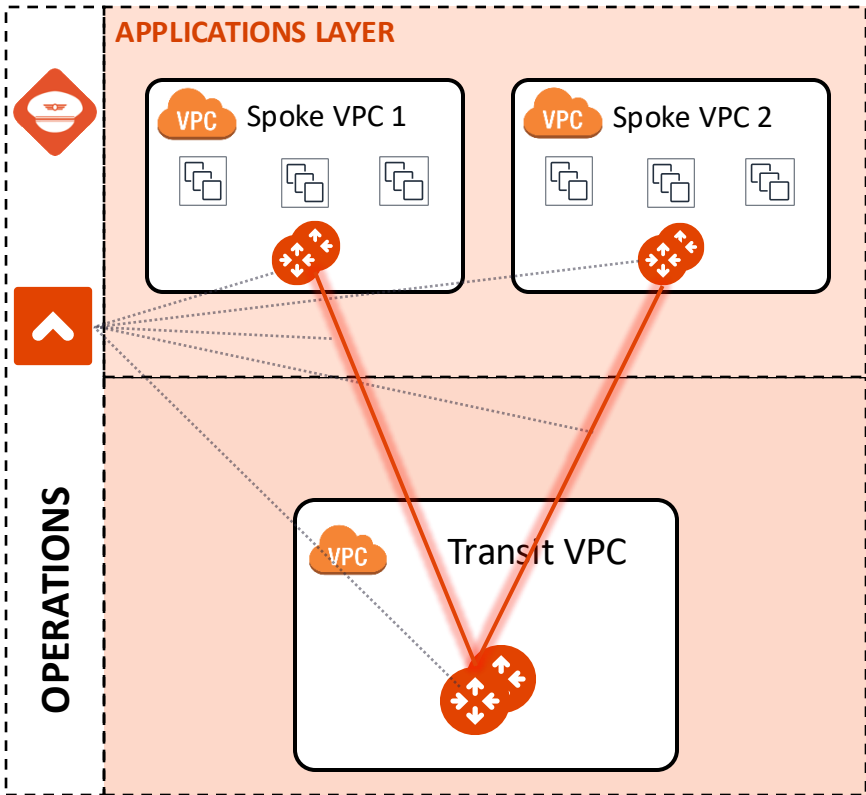 APPLICATIONS LAYER
VPC
Spoke VPC 1
VPC
Spoke VPC 2
OPERATIONS
VPC
Transit VPC